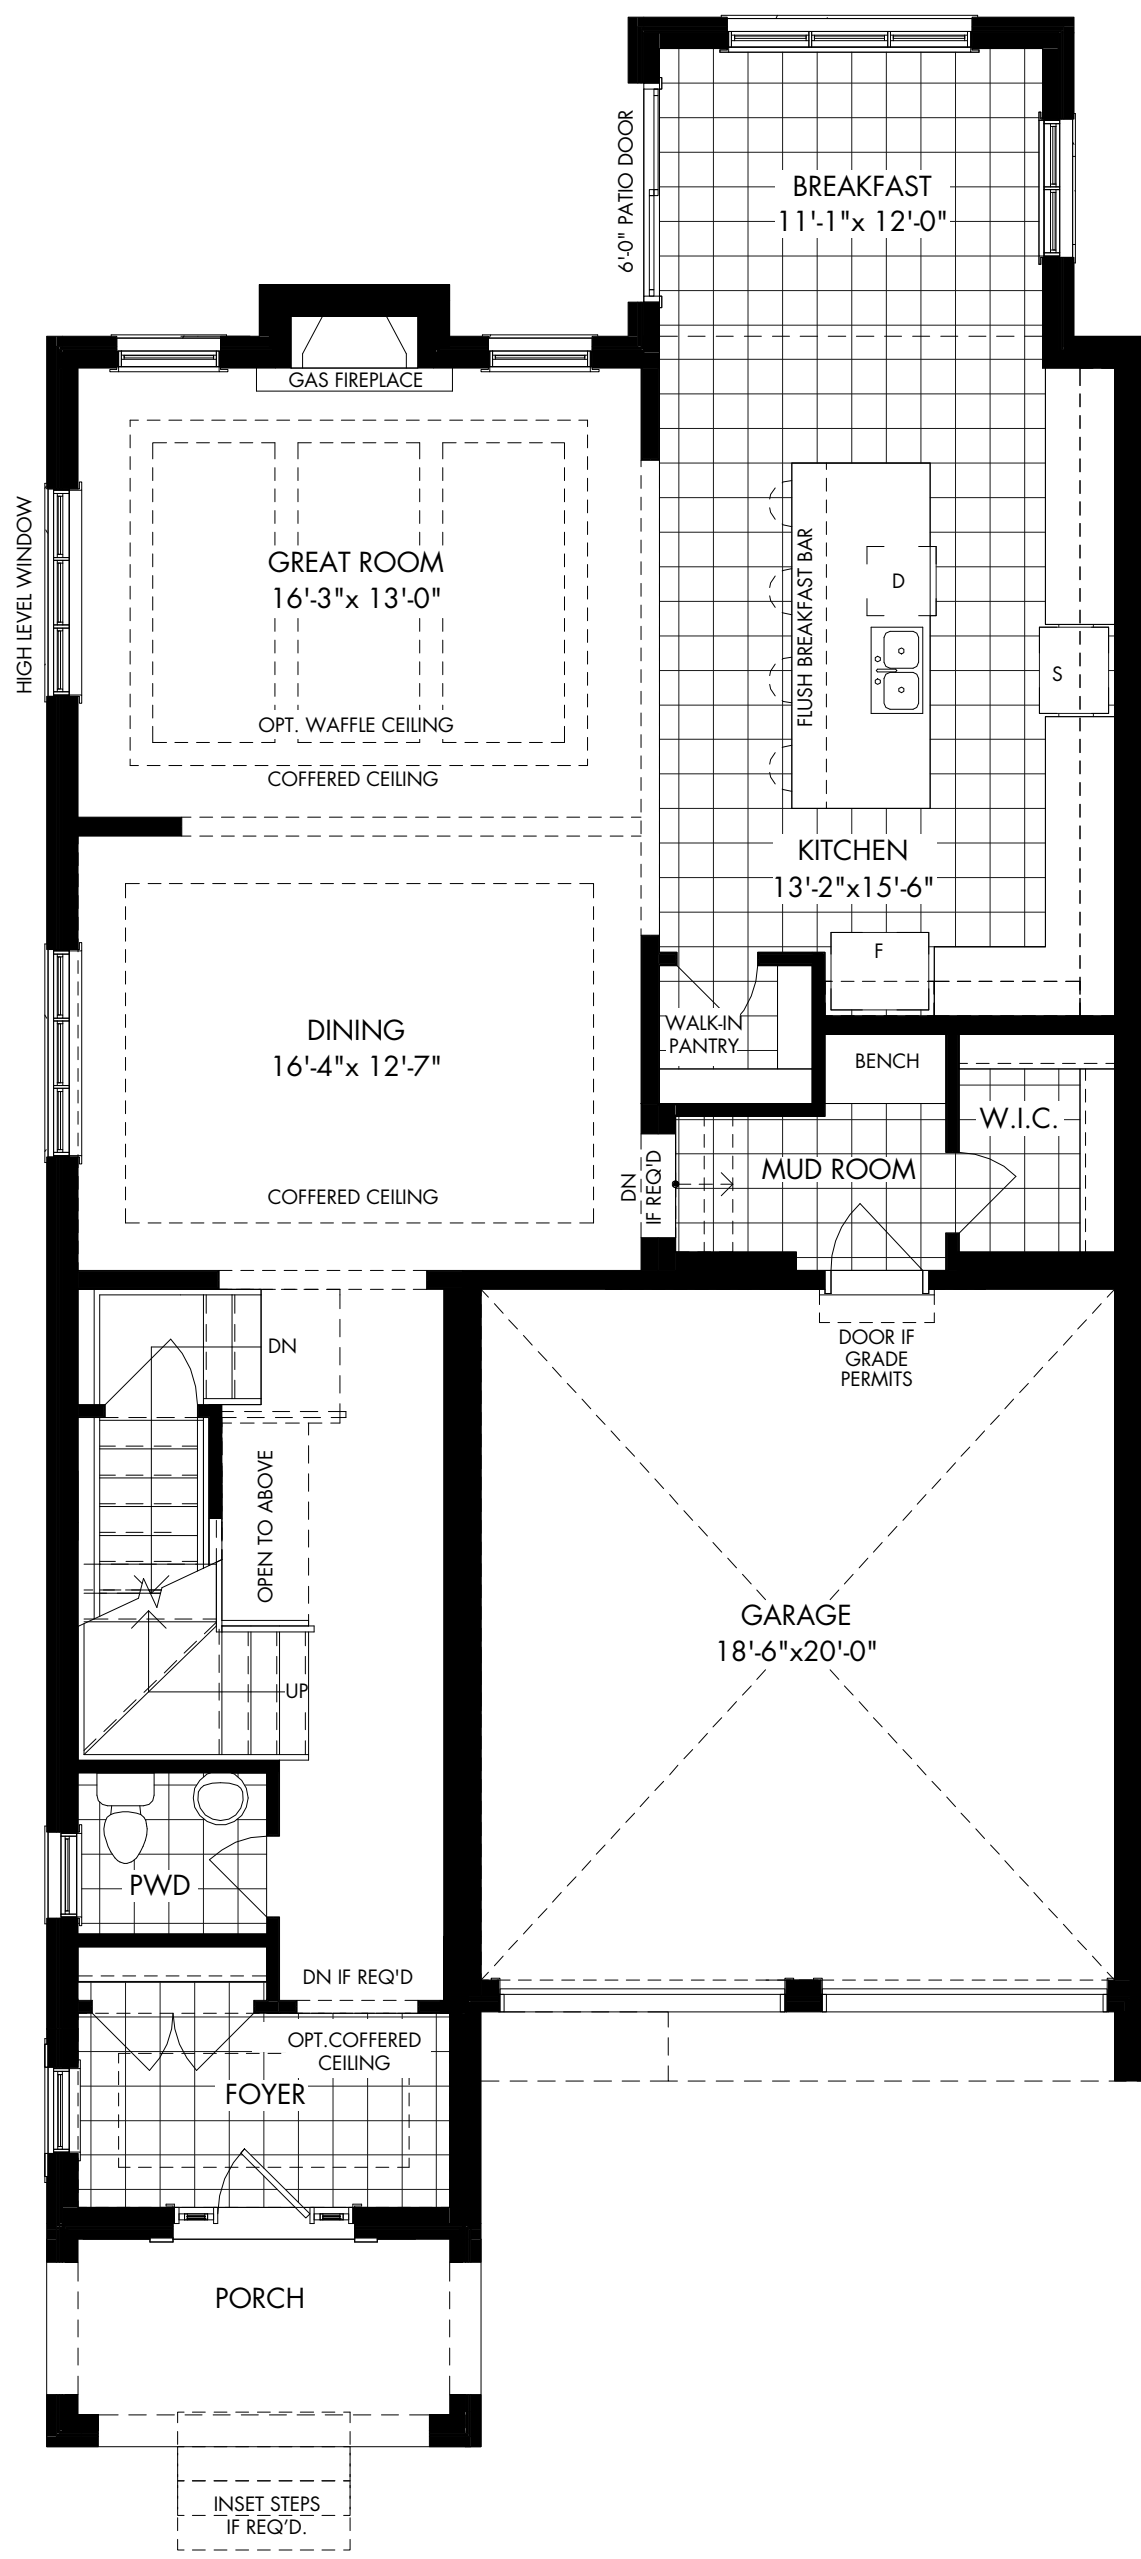 6'-0" PATIO DOOR
BREAKFAST
11'-1"x 12'-0"
GAS FIREPLACE
HIGH LEVEL WINDOW
GREAT ROOM
16'-3"x 13'-0"
OPT. WAFFLE CEILING
COFFERED CEILING
FLUSH BREAKFAST BAR
D
S
KITCHEN
13'-2"x15'-6"
F
DINING
16'-4"x 12'-7"
COFFERED CEILING
WALK-IN
PANTRY
BENCH
W.I.C.
MUD ROOM
DN
IF REQ'D
DN
DOOR IF
GRADE
PERMITS
OPEN TO ABOVE
GARAGE
18'-6"x20'-0"
UP
PWD
DN IF REQ'D
OPT.COFFERED
CEILING
FOYER
PORCH
INSET STEPS
IF REQ'D.